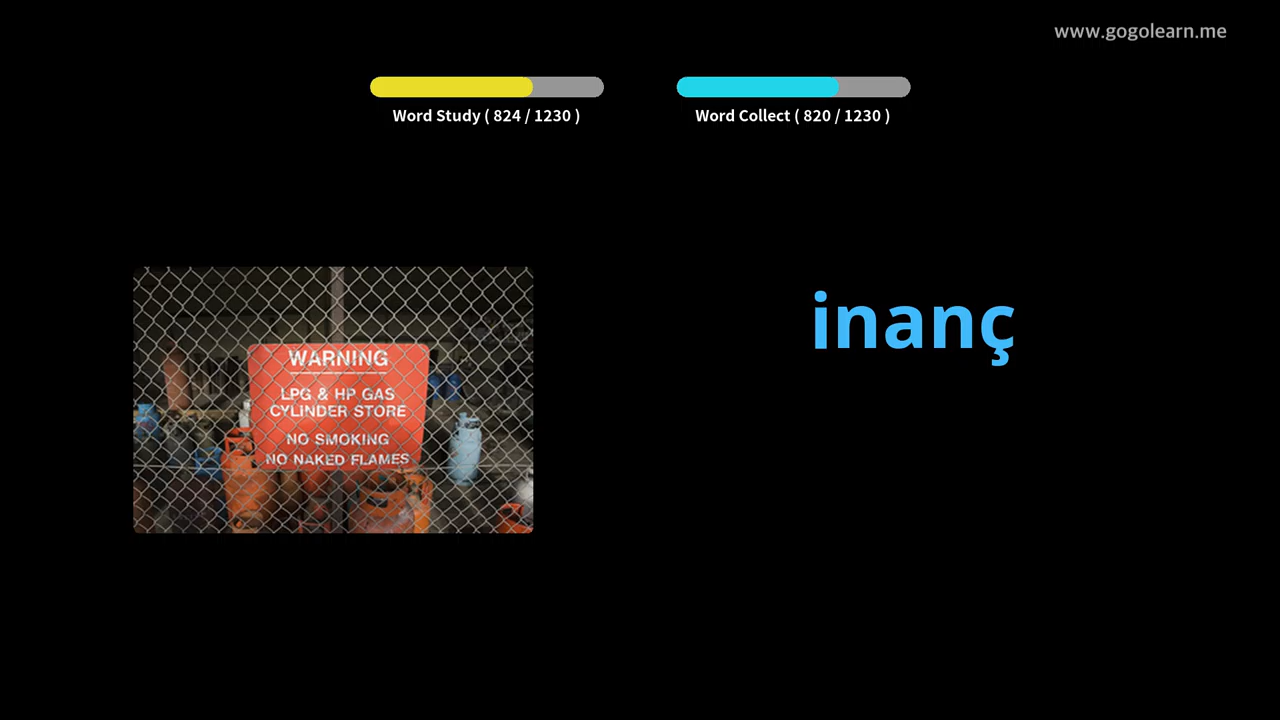 www.gogolearn.me
Word Study ( 824 / 1230 )
Word Collect ( 820 / 1230 )
inanç
WARNING
LPG & HP GAS
CYLINDER STORE
NO SMOKING
NO NAKED FLAMES